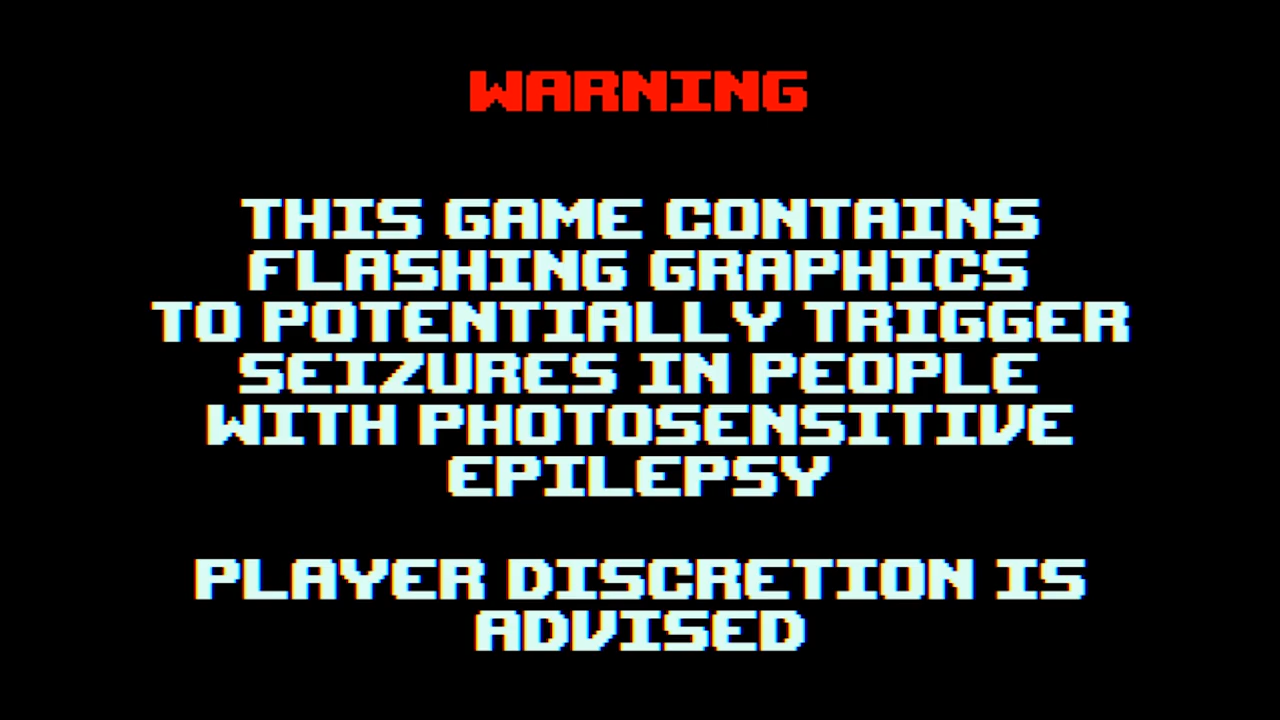 WARNING
THIS GAME CONTAINS
FLASHING GRAPHICS
TO POTENTIALLY TRIGGER
SEIZURES IN PEOPLE
WITH PHOTOSENSITIVE
EPILEPSY
PLAYER DISCRETION IS
ADVISED